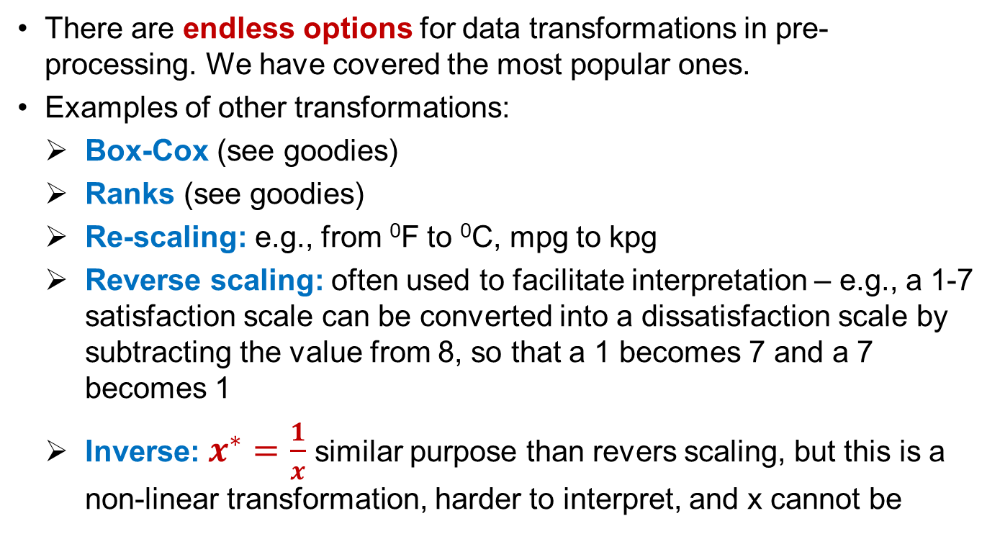 • There are endless options for data transformations in pre-
processing. We have covered the most popular ones.
• Examples of other transformations:
➢ Box-Cox (see goodies)
➢ Ranks (see goodies)
➢ Re-scaling: e.g., from ⁰F to ⁰C, mpg to kpg
➢ Reverse scaling: often used to facilitate interpretation – e.g., a 1-7
satisfaction scale can be converted into a dissatisfaction scale by
subtracting the value from 8, so that a 1 becomes 7 and a 7
becomes 1
➢ Inverse: x* = 1/x similar purpose than revers scaling, but this is a
non-linear transformation, harder to interpret, and x cannot be